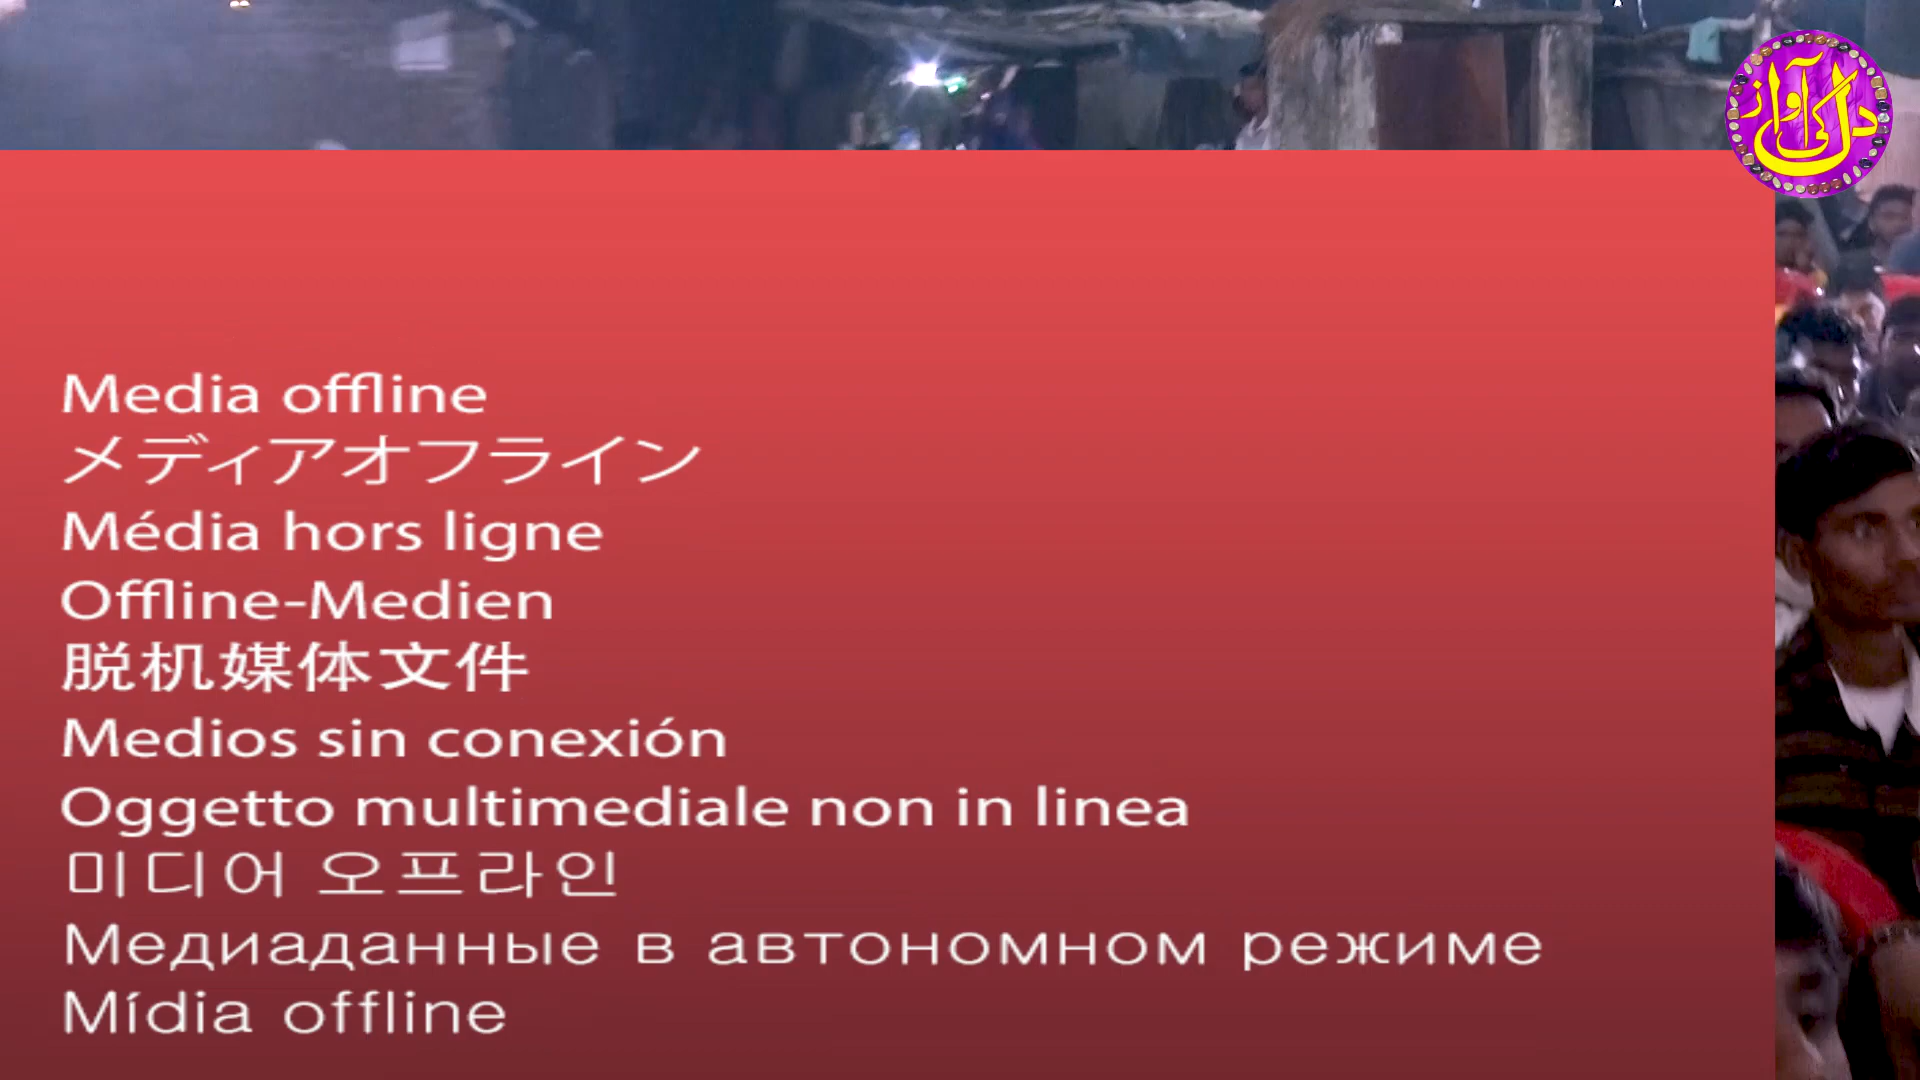 دل کی آواز
Media offline
メディアオフライン
Média hors ligne
Offline-Medien
脱机媒体文件
Medios sin conexión
Oggetto multimediale non in linea
미디어 오프라인
Медиаданные в автономном режиме
Mídia offline